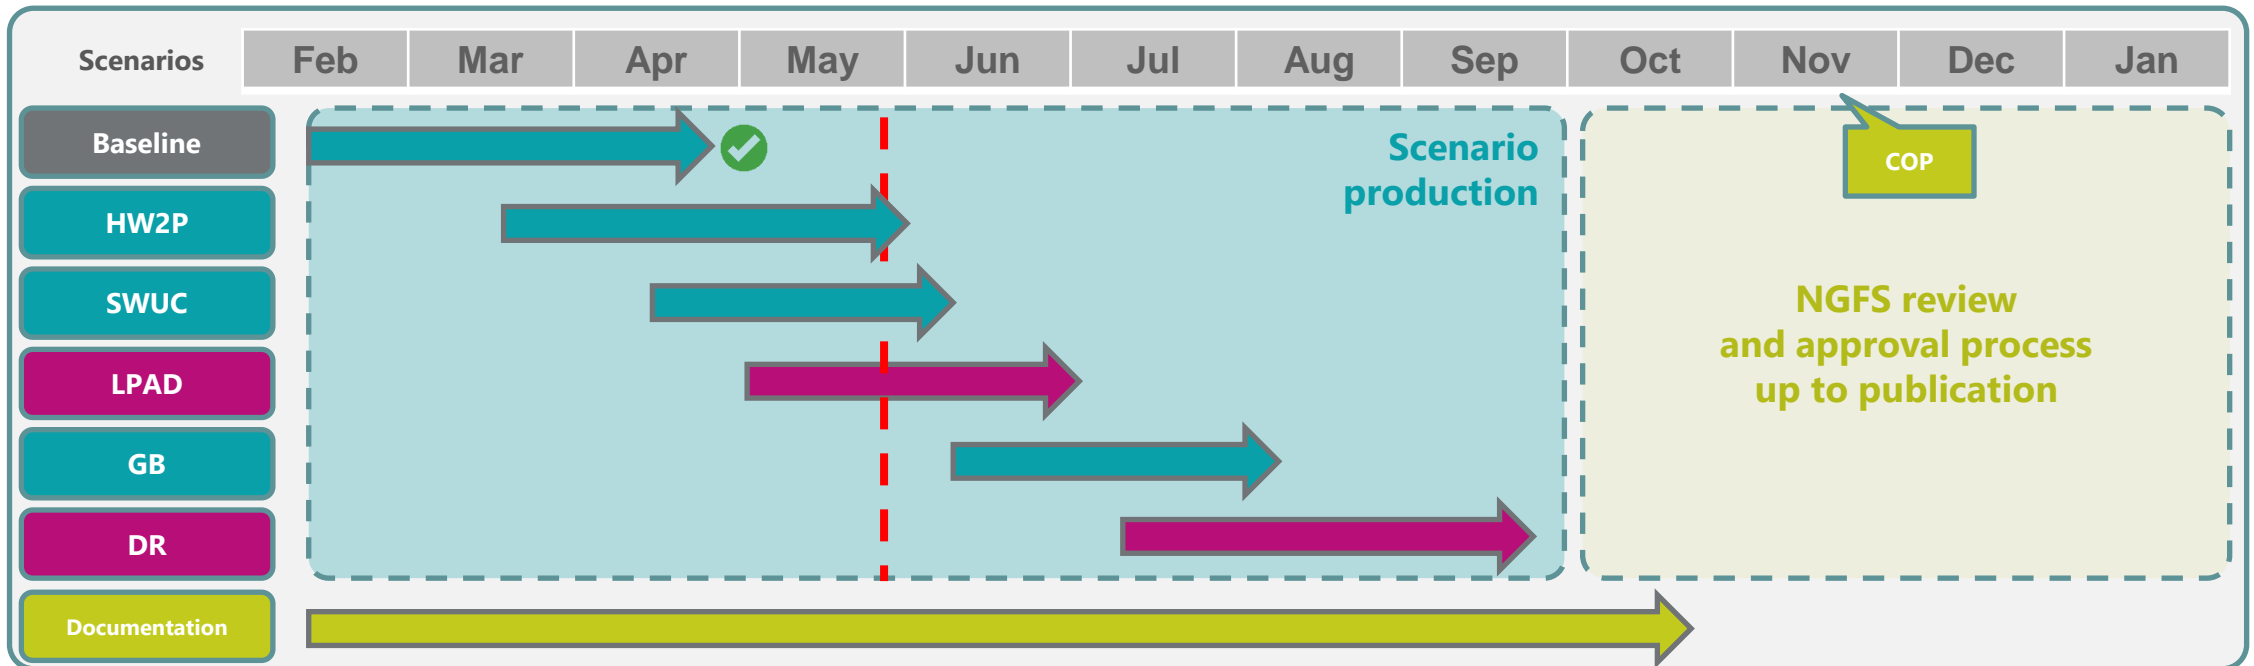 Scenarios
Feb
Mar
Apr
May
Jun
Jul
Aug
Sep
Oct
Nov
Dec
Jan
Baseline
HW2P
SWUC
LPAD
GB
DR
Documentation
Scenario
production
COP
NGFS review
and approval process
up to publication